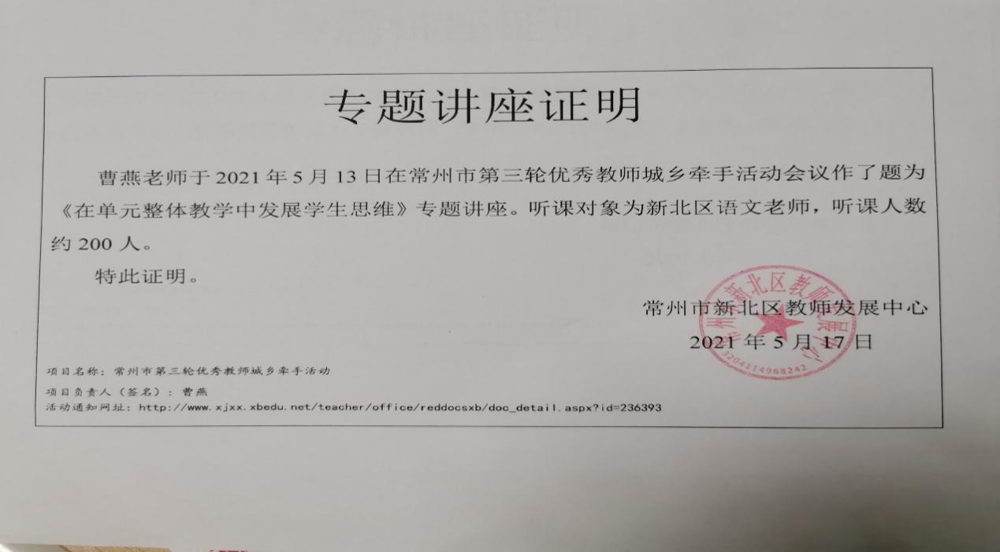 专题讲座证明
曹燕老师于 2021 年 5 月 13 日在常州市第三轮优秀教师城乡牵手活动会议作了题为
《在单元整体教学中发展学生思维》专题讲座。听课对象为新北区语文老师，听课人数
约 200 人。
特此证明。
常州市新北区教师发展中心
2021 年 5 月 17 日
常州市新北区教师发展中心
3204114968242
项目名称：常州市第三轮优秀教师城乡牵手活动
项目负责人（签名）：曹燕
活动通知网址：http://www.xjxx.xbedu.net/teacher/office/reddocsxb/doc_detail.aspx?id=236393